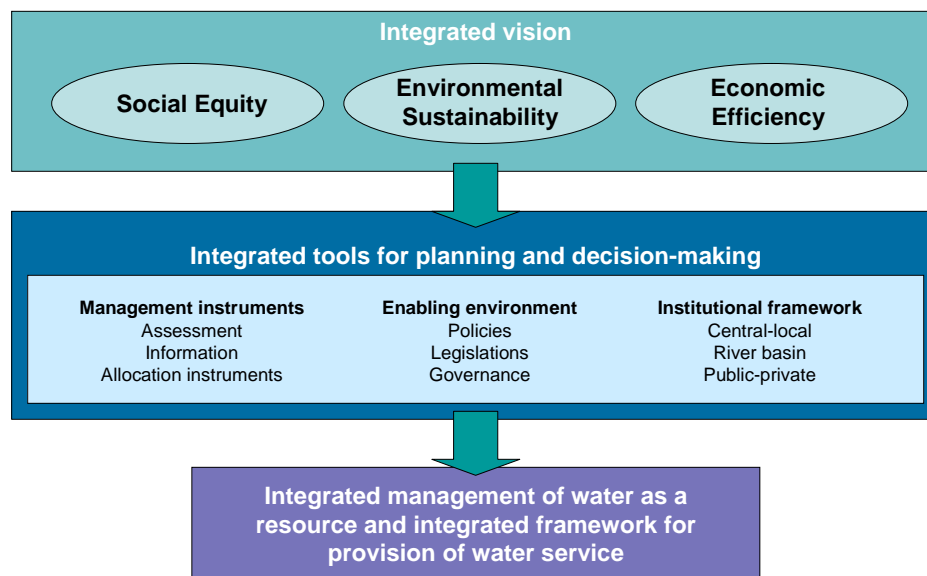 Integrated vision
Social Equity
Environmental
Sustainability
Economic
Efficiency
Integrated tools for planning and decision-making
Management instruments
Assessment
Information
Allocation instruments
Enabling environment
Policies
Legislations
Governance
Institutional framework
Central-local
River basin
Public-private
Integrated management of water as a
resource and integrated framework for
provision of water service